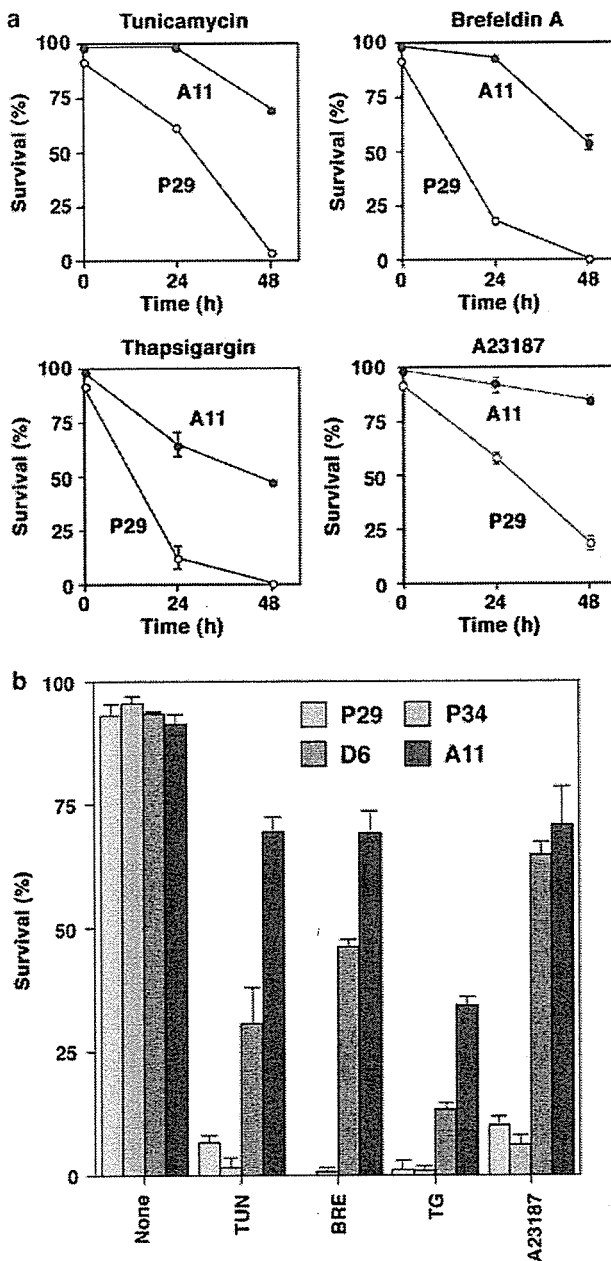 a
Tunicamycin
Survival (%)
100
75
50
25
0
A11
P29
0 24 48
Time (h)
Brefeldin A
Survival (%)
100
75
50
25
0
A11
P29
0 24 48
Time (h)
Thapsigargin
Survival (%)
100
75
50
25
0
A11
P29
0 24 48
Time (h)
A23187
Survival (%)
100
75
50
25
0
A11
P29
0 24 48
Time (h)
b
Survival (%)
100
75
50
25
0
P29 P34
D6 A11
None TUN BRE TG A23187